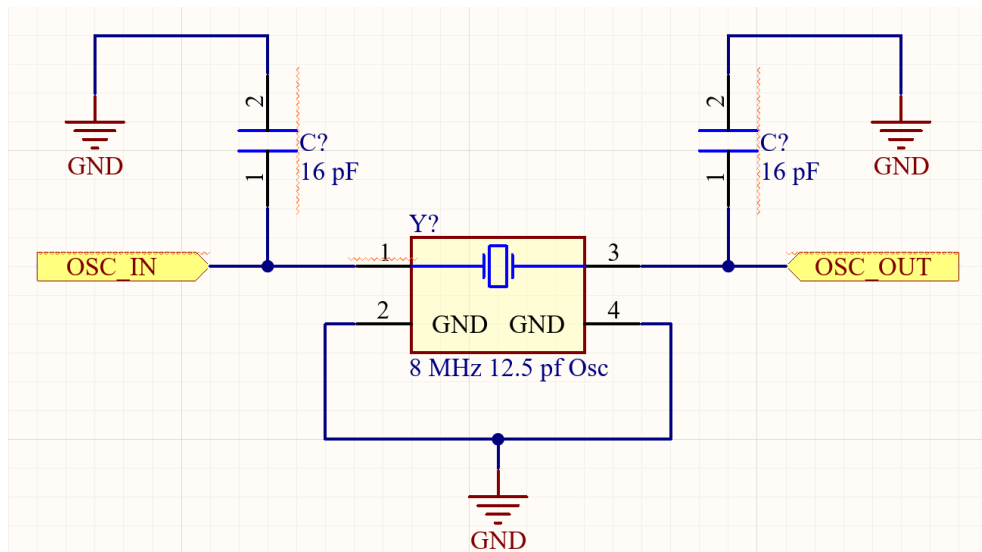 2
C?
16 pF
1
GND
2
C?
16 pF
1
GND
Y?
OSC_IN
1
3
OSC_OUT
2
GND GND
4
8 MHz 12.5 pf Osc
GND